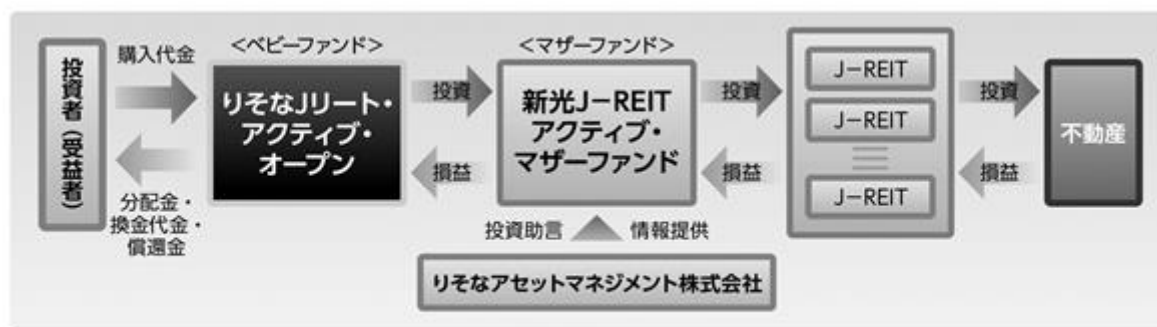 投資者（受益者）
購入代金
分配金・
換金代金・
償還金
＜ベビーファンド＞
りそなJリート・
アクティブ・
オープン
投資
損益
＜マザーファンド＞
新光J－REIT
アクティブ・
マザーファンド
投資
損益
J－REIT
J－REIT
J－REIT
投資
損益
不動産
投資助言
情報提供
りそなアセットマネジメント株式会社